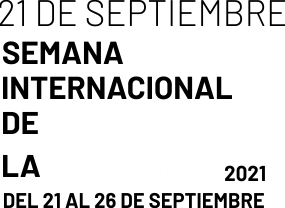 21 DE SEPTIEMBRE
SEMANA
INTERNACIONAL
DE
LA
2021
DEL 21 AL 26 DE SEPTIEMBRE